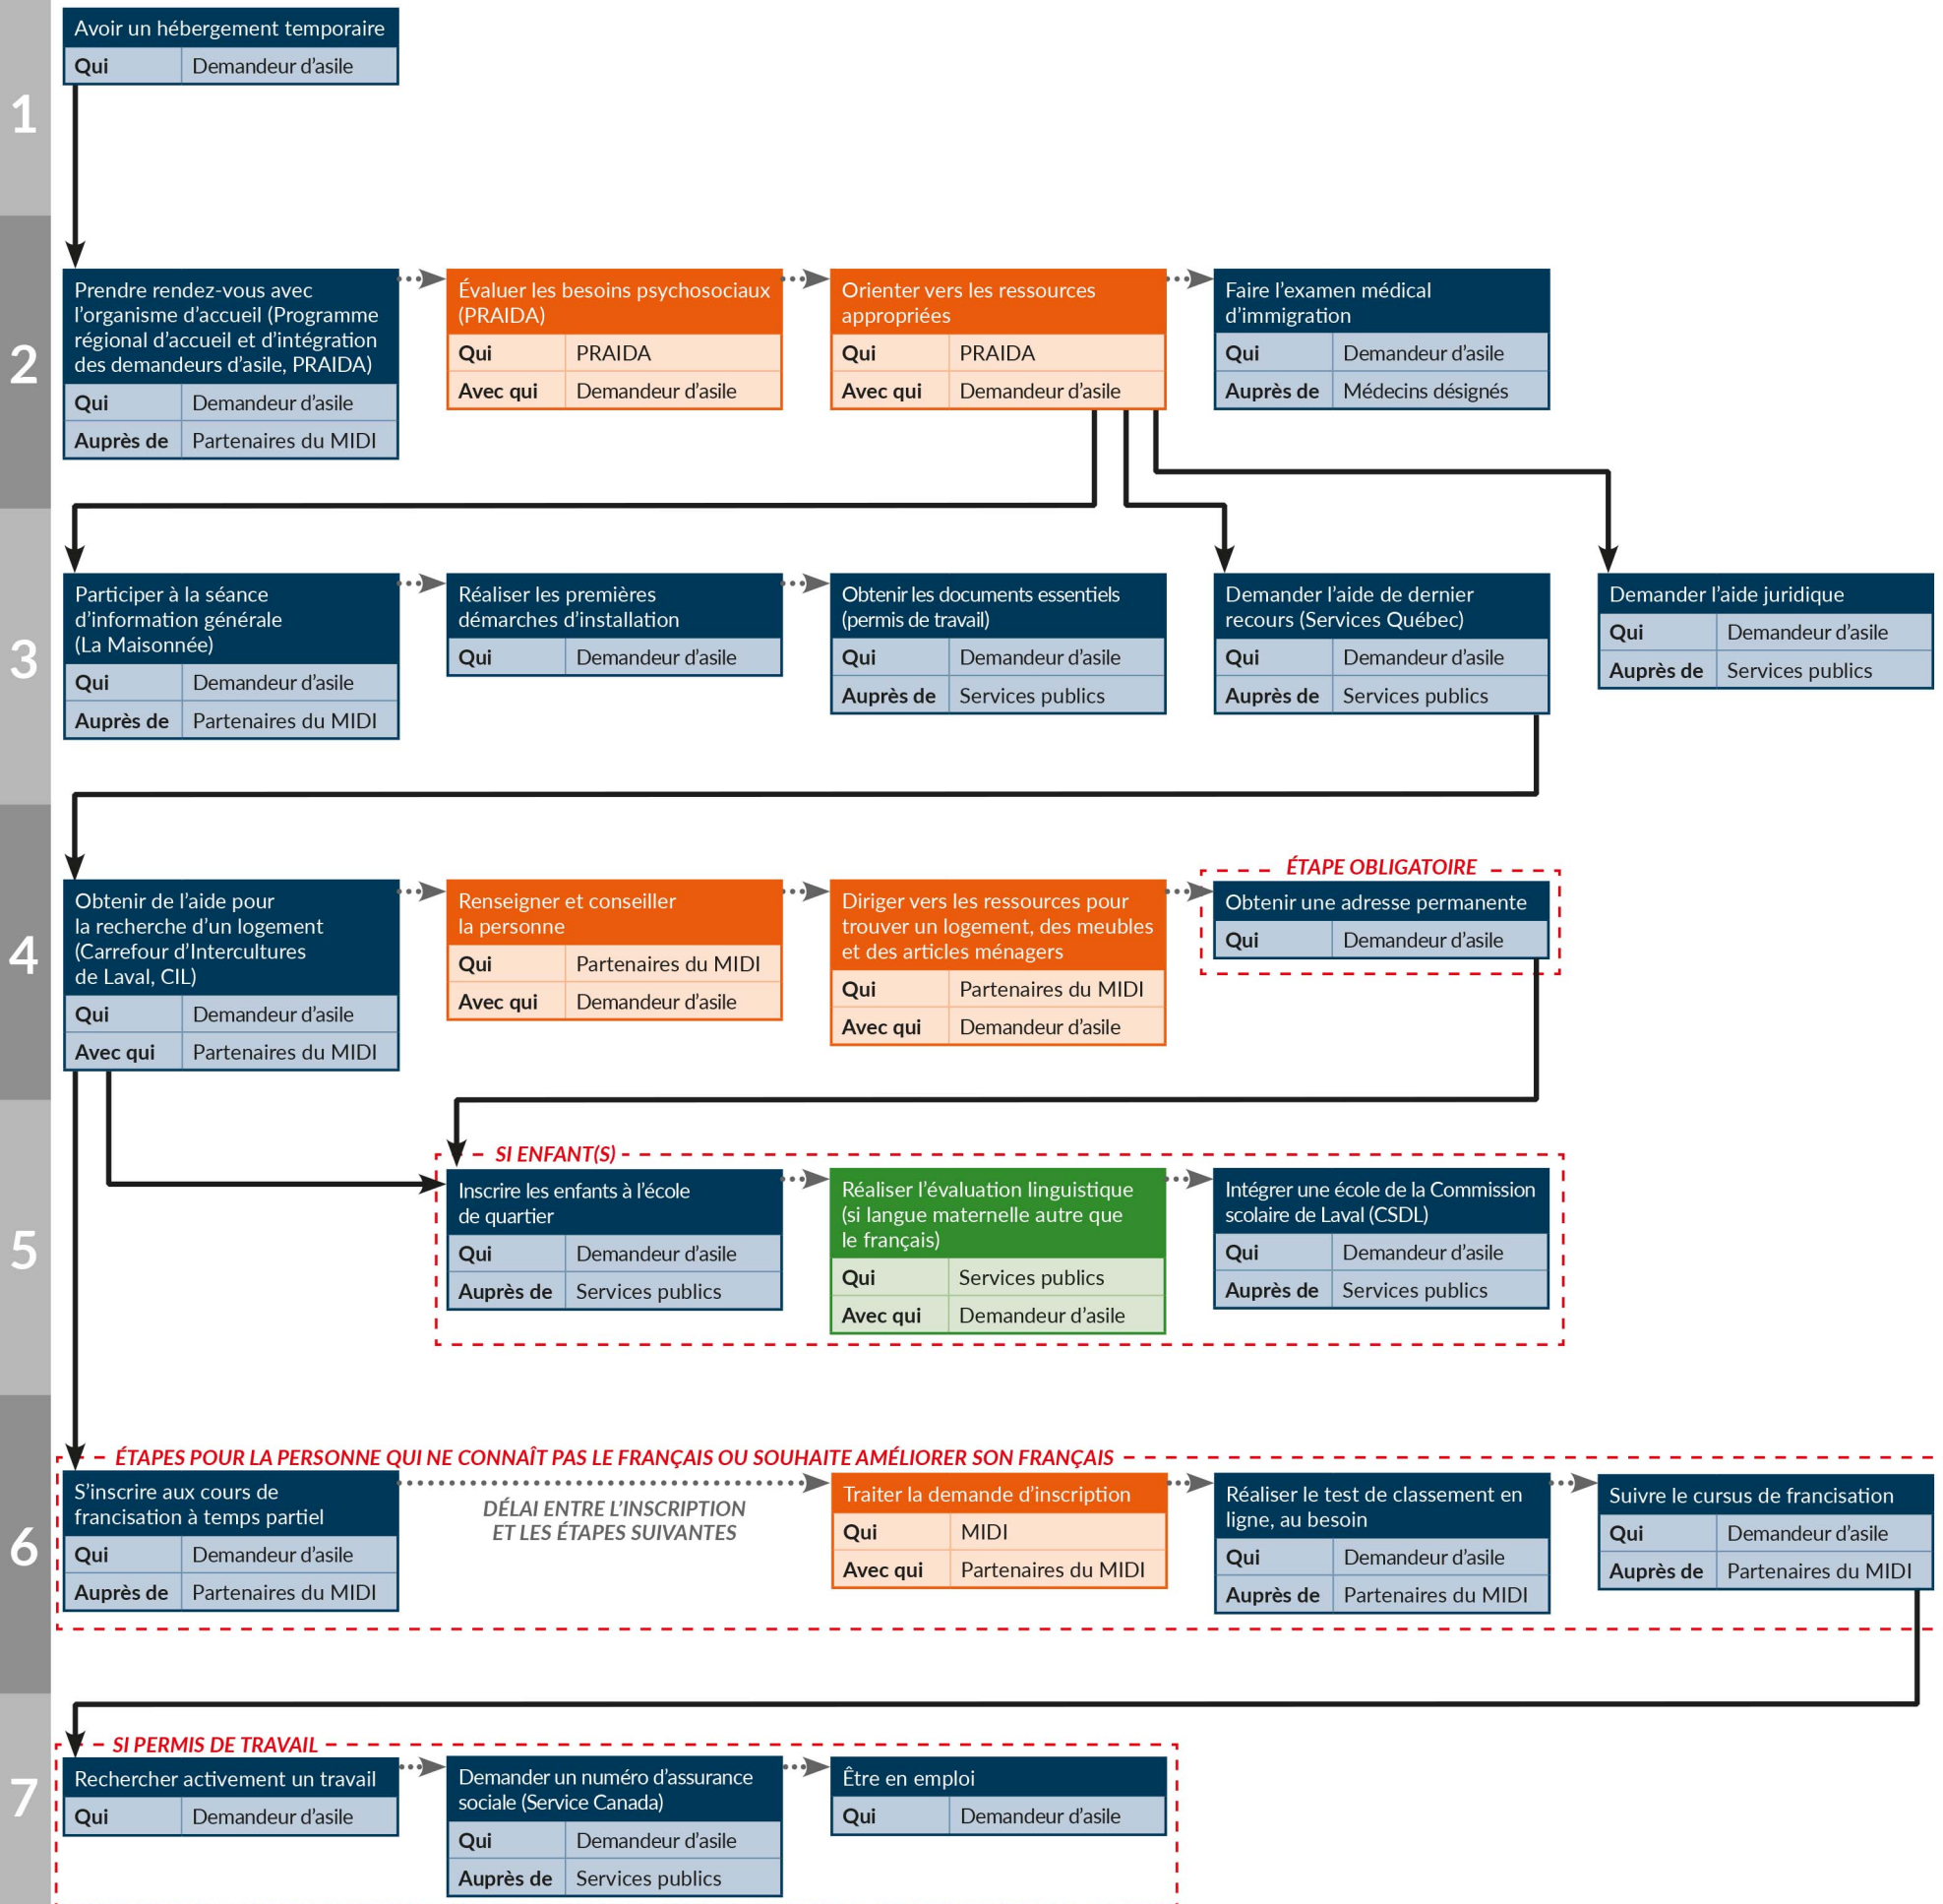 1
Avoir un hébergement temporaire
Qui Demandeur d'asile
2
Prendre rendez-vous avec
l'organisme d'accueil (Programme
régional d'accueil et d'intégration
des demandeurs d'asile, PRAIDA)
Qui Demandeur d'asile
Auprès de Partenaires du MIDI
Évaluer les besoins psychosociaux
(PRAIDA)
Qui PRAIDA
Avec qui Demandeur d'asile
Orienter vers les ressources
appropriées
Qui PRAIDA
Avec qui Demandeur d'asile
Faire l'examen médical
d'immigration
Qui Demandeur d'asile
Auprès de Médecins désignés
3
Participer à la séance
d'information générale
(La Maisonnée)
Qui Demandeur d'asile
Auprès de Partenaires du MIDI
Réaliser les premières
démarches d'installation
Qui Demandeur d'asile
Obtenir les documents essentiels
(permis de travail)
Qui Demandeur d'asile
Auprès de Services publics
Demander l'aide de dernier
recours (Services Québec)
Qui Demandeur d'asile
Auprès de Services publics
Demander l'aide juridique
Qui Demandeur d'asile
Auprès de Services publics
4
Obtenir de l'aide pour
la recherche d'un logement
(Carrefour d'Intercultures
de Laval, CIL)
Qui Demandeur d'asile
Avec qui Partenaires du MIDI
Renseigner et conseiller
la personne
Qui Partenaires du MIDI
Avec qui Demandeur d'asile
Diriger vers les ressources pour
trouver un logement, des meubles
et des articles ménagers
Qui Partenaires du MIDI
Avec qui Demandeur d'asile
ÉTAPE OBLIGATOIRE
Obtenir une adresse permanente
Qui Demandeur d'asile
5
SI ENFANT(S)
Inscrire les enfants à l'école
de quartier
Qui Demandeur d'asile
Auprès de Services publics
Réaliser l'évaluation linguistique
(si langue maternelle autre que
le français)
Qui Services publics
Avec qui Demandeur d'asile
Intégrer une école de la Commission
scolaire de Laval (CSDL)
Qui Demandeur d'asile
Auprès de Services publics
6
ÉTAPES POUR LA PERSONNE QUI NE CONNAÎT PAS LE FRANÇAIS OU SOUHAITE AMÉLIORER SON FRANÇAIS
S'inscrire aux cours de
francisation à temps partiel
Qui Demandeur d'asile
Auprès de Partenaires du MIDI
DÉLAI ENTRE L'INSCRIPTION
ET LES ÉTAPES SUIVANTES
Traiter la demande d'inscription
Qui MIDI
Avec qui Partenaires du MIDI
Réaliser le test de classement en
ligne, au besoin
Qui Demandeur d'asile
Auprès de Partenaires du MIDI
Suivre le cursus de francisation
Qui Demandeur d'asile
Auprès de Partenaires du MIDI
7
SI PERMIS DE TRAVAIL
Rechercher activement un travail
Qui Demandeur d'asile
Demander un numéro d'assurance
sociale (Service Canada)
Qui Demandeur d'asile
Auprès de Services publics
Être en emploi
Qui Demandeur d'asile